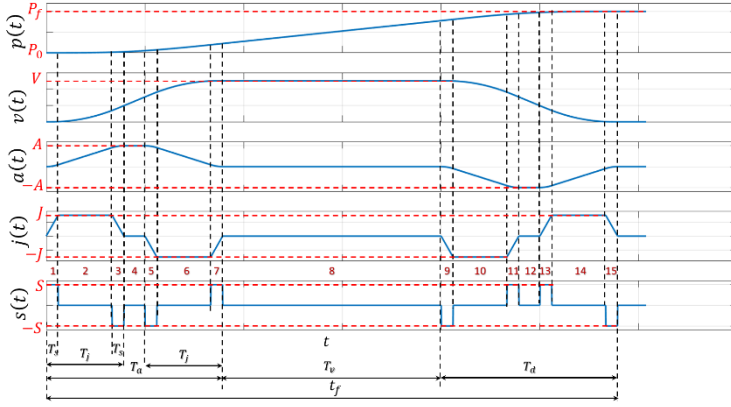 P_f
P_0
p(t)
V
v(t)
A
−A
a(t)
J
−J
j(t)
1 2 3 4 5 6 7 8 9 10 11 12 13 14 15
S
−S
s(t)
t
T_s T_j T_s T_j
T_a T_v T_d
t_f